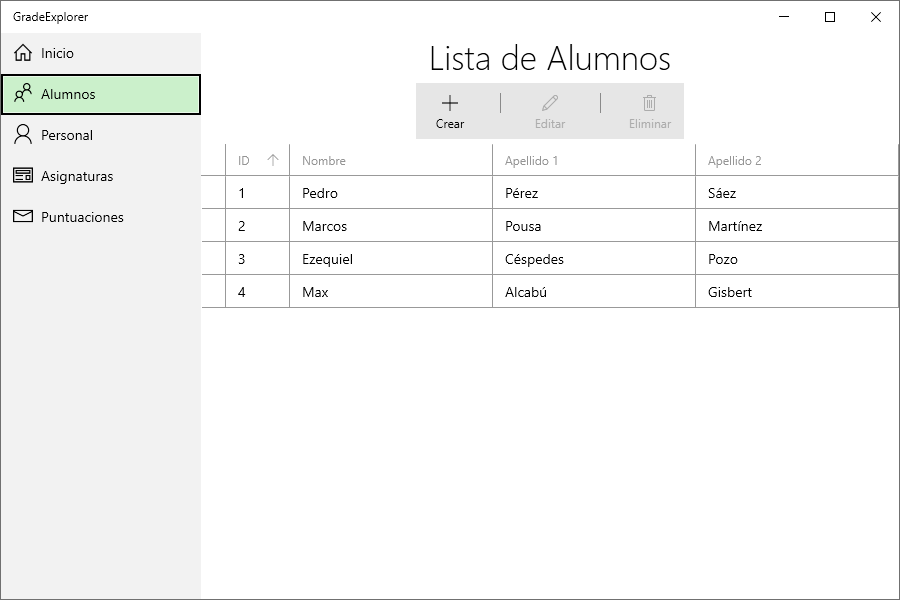 GradeExplorer
Inicio
Alumnos
Personal
Asignaturas
Puntuaciones
Lista de Alumnos
Crear Editar Eliminar
ID Nombre Apellido 1 Apellido 2
1 Pedro Pérez Sáez
2 Marcos Pousa Martínez
3 Ezequiel Céspedes Pozo
4 Max Alcabú Gisbert